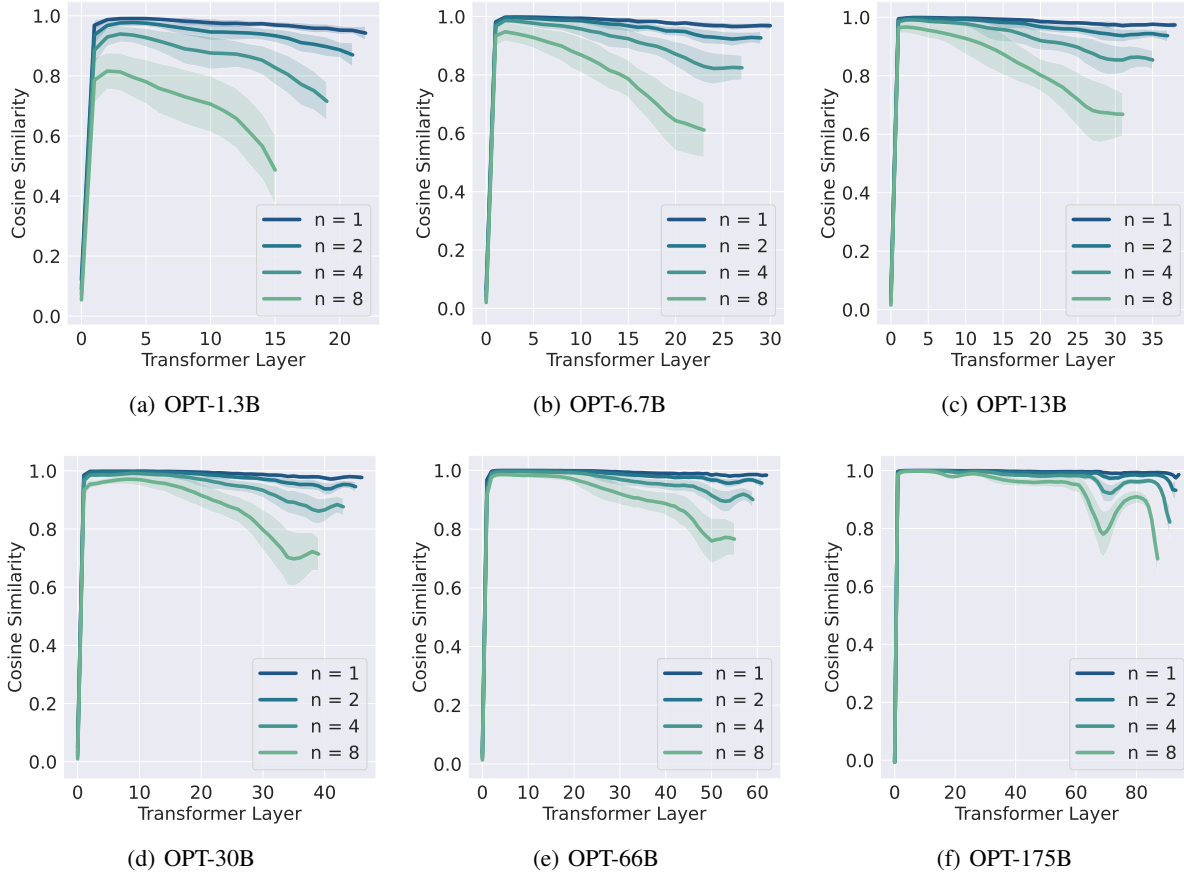 1.0
0.8
0.6
0.4
0.2
0.0
Cosine Similarity
n = 1
n = 2
n = 4
n = 8
0 5 10 15 20
Transformer Layer
(a) OPT-1.3B
1.0
0.8
0.6
0.4
0.2
0.0
Cosine Similarity
n = 1
n = 2
n = 4
n = 8
0 5 10 15 20 25 30
Transformer Layer
(b) OPT-6.7B
1.0
0.8
0.6
0.4
0.2
0.0
Cosine Similarity
n = 1
n = 2
n = 4
n = 8
0 5 10 15 20 25 30 35
Transformer Layer
(c) OPT-13B
1.0
0.8
0.6
0.4
0.2
0.0
Cosine Similarity
n = 1
n = 2
n = 4
n = 8
0 10 20 30 40
Transformer Layer
(d) OPT-30B
1.0
0.8
0.6
0.4
0.2
0.0
Cosine Similarity
n = 1
n = 2
n = 4
n = 8
0 10 20 30 40 50 60
Transformer Layer
(e) OPT-66B
1.0
0.8
0.6
0.4
0.2
0.0
Cosine Similarity
n = 1
n = 2
n = 4
n = 8
0 20 40 60 80
Transformer Layer
(f) OPT-175B